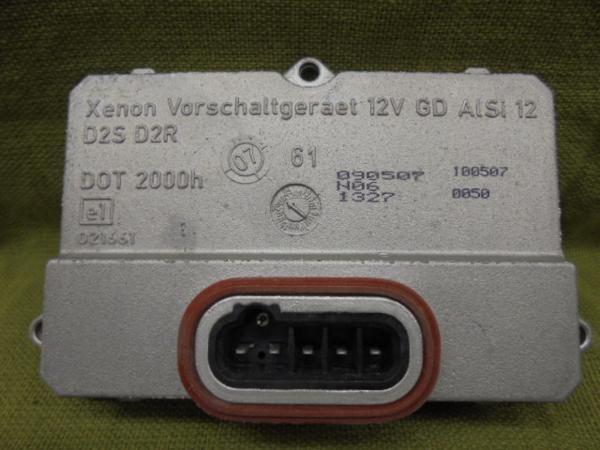 Xenon Vorschaltgeraet 12V GD AlSi 12
D2S D2R
07
61
DOT 2000h
090507
N06
1327
100507
0050
e1
021661